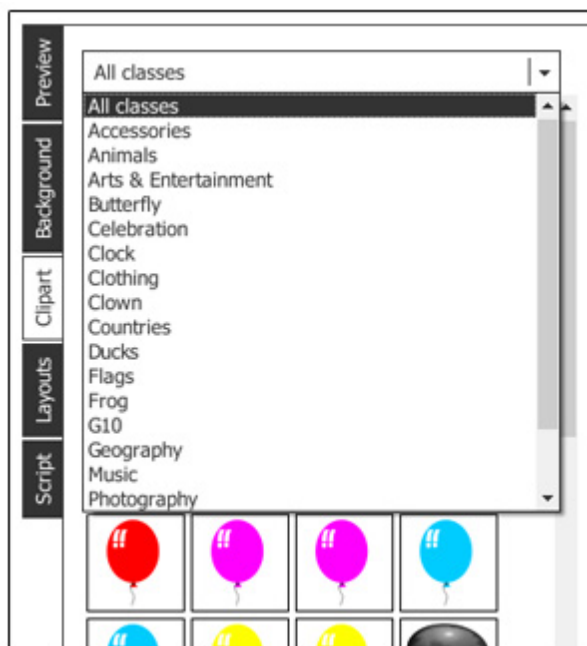 Preview
Background
Clipart
Layouts
Script
All classes
All classes
Accessories
Animals
Arts & Entertainment
Butterfly
Celebration
Clock
Clothing
Clown
Countries
Ducks
Flags
Frog
G10
Geography
Music
Photography